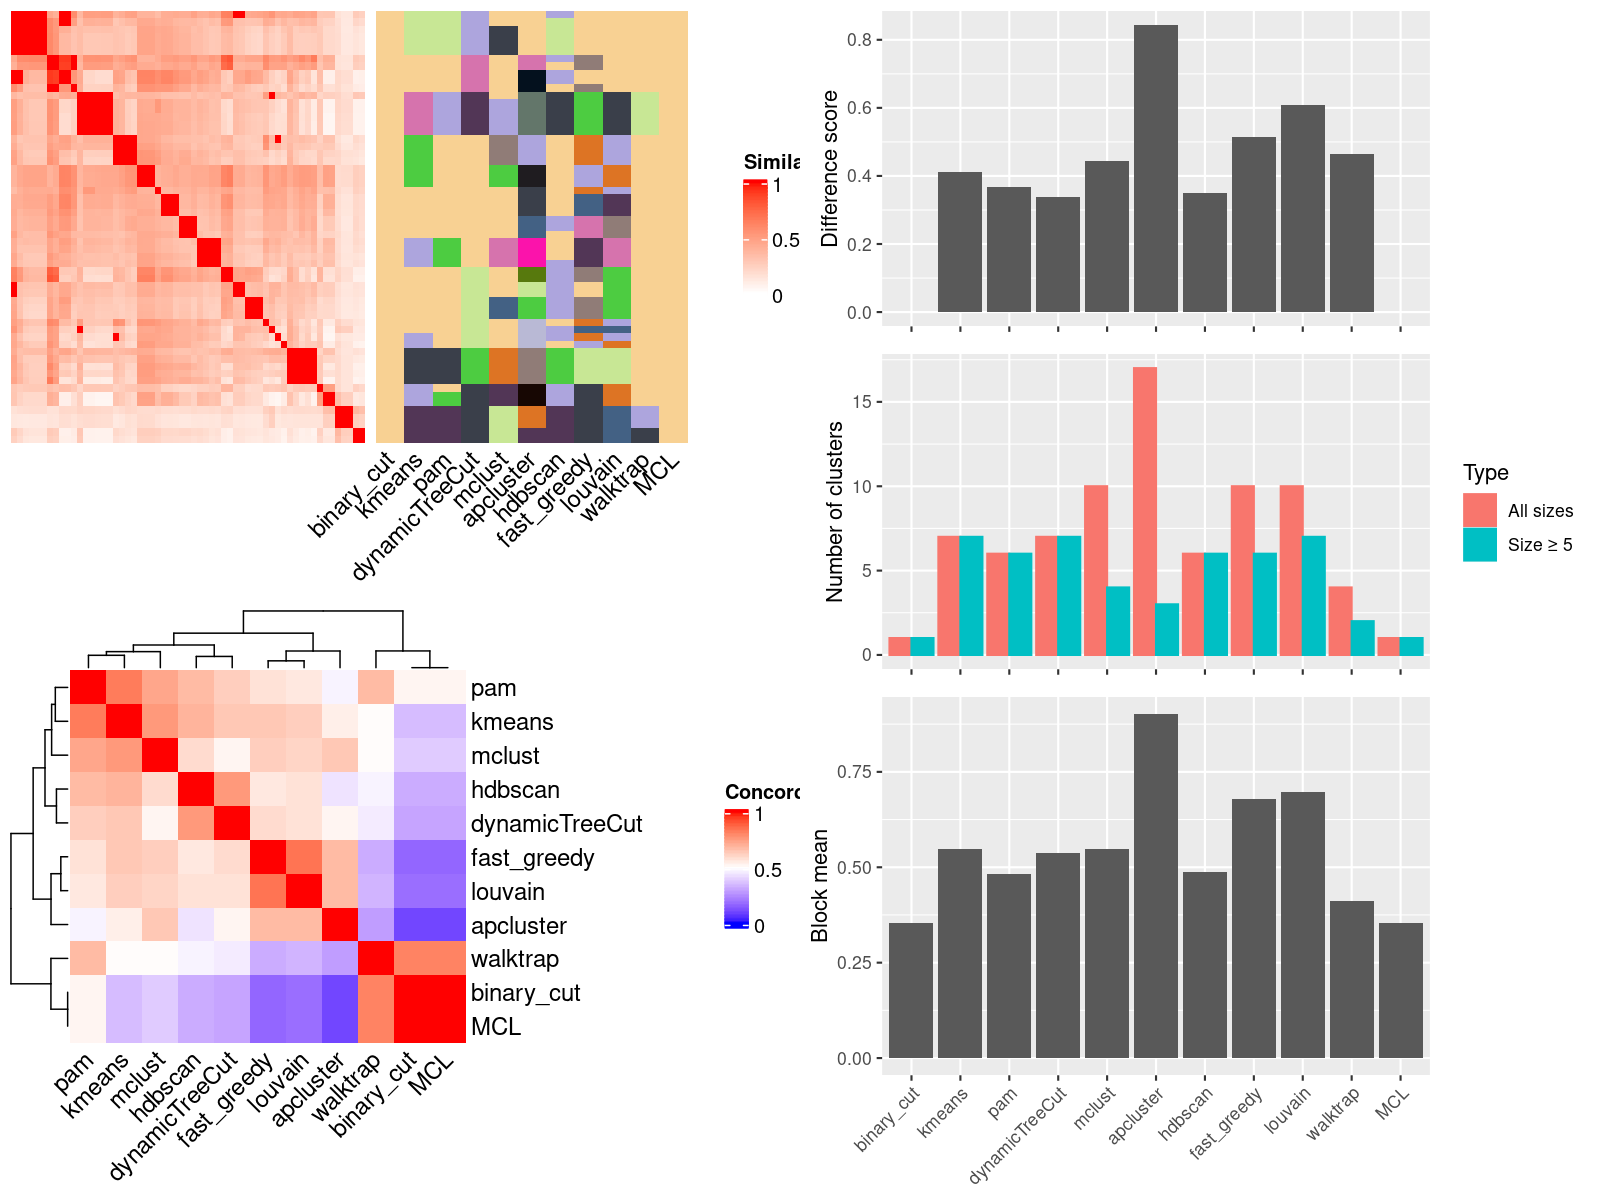 Simila
1
0.5
0
binary_cut
kmeans
pam
dynamicTreeCut
mclust
apcluster
hdbscan
fast_greedy
louvain
walktrap
MCL
pam
kmeans
mclust
hdbscan
dynamicTreeCut
fast_greedy
louvain
apcluster
walktrap
binary_cut
MCL
pam
kmeans
mclust
hdbscan
dynamicTreeCut
fast_greedy
louvain
apcluster
walktrap
binary_cut
MCL
Concord
1
0.5
0
Difference score
0.8
0.6
0.4
0.2
0.0
Number of clusters
15
10
5
0
Type
All sizes
Size ≥ 5
Block mean
0.75
0.50
0.25
0.00
binary_cut
kmeans
pam
dynamicTreeCut
mclust
apcluster
hdbscan
fast_greedy
louvain
walktrap
MCL